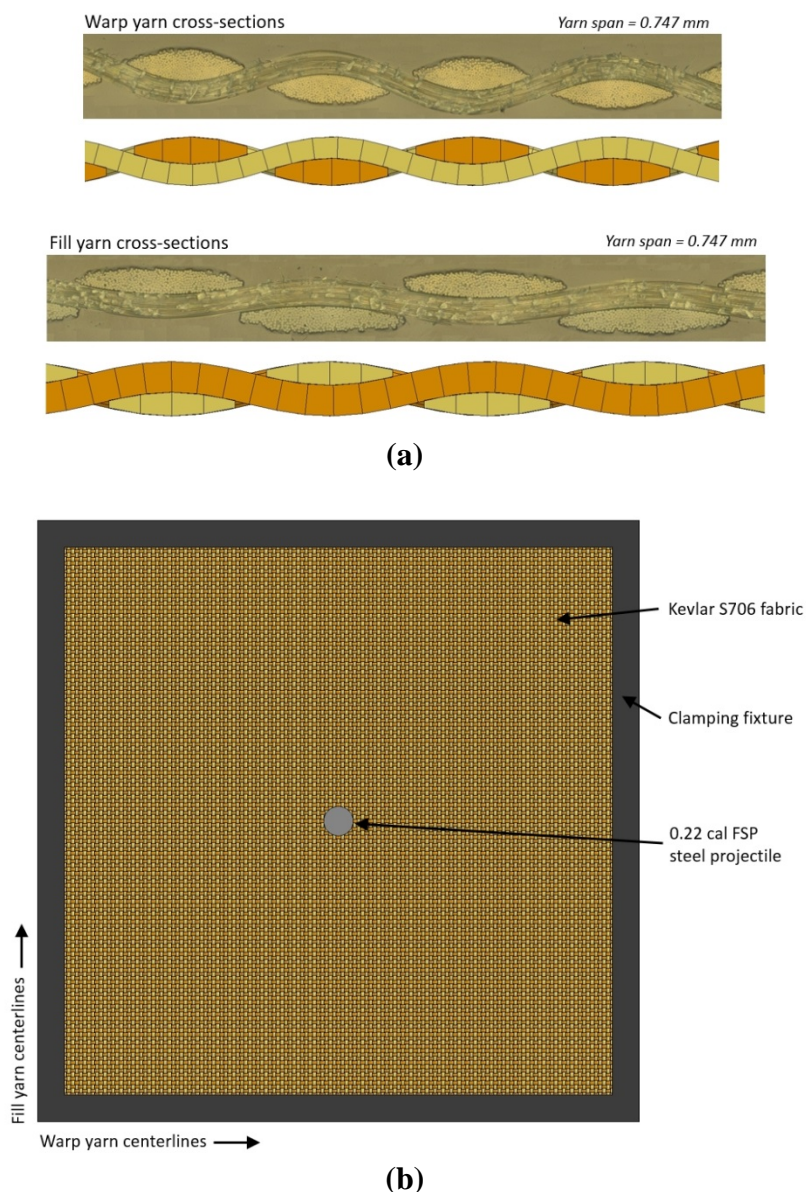 Warp yarn cross-sections
Yarn span = 0.747 mm
Fill yarn cross-sections
Yarn span = 0.747 mm
(a)
Kevlar S706 fabric
Clamping fixture
0.22 cal FSP
steel projectile
Fill yarn centerlines
Warp yarn centerlines
(b)